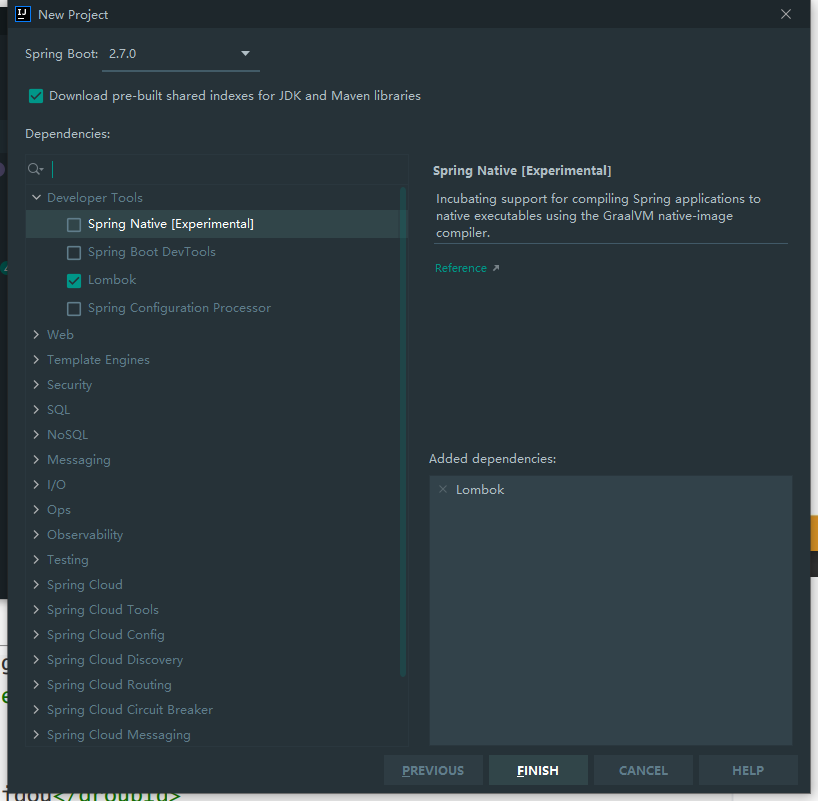 New Project
Spring Boot: 2.7.0
Download pre-built shared indexes for JDK and Maven libraries
Dependencies:
Developer Tools
Spring Native [Experimental]
Spring Boot DevTools
Lombok
Spring Configuration Processor
Web
Template Engines
Security
SQL
NoSQL
Messaging
I/O
Ops
Observability
Testing
Spring Cloud
Spring Cloud Tools
Spring Cloud Config
Spring Cloud Discovery
Spring Cloud Routing
Spring Cloud Circuit Breaker
Spring Cloud Messaging
Spring Native [Experimental]
Incubating support for compiling Spring applications to
native executables using the GraalVM native-image
compiler.
Reference
Added dependencies:
Lombok
PREVIOUS
FINISH
CANCEL
HELP